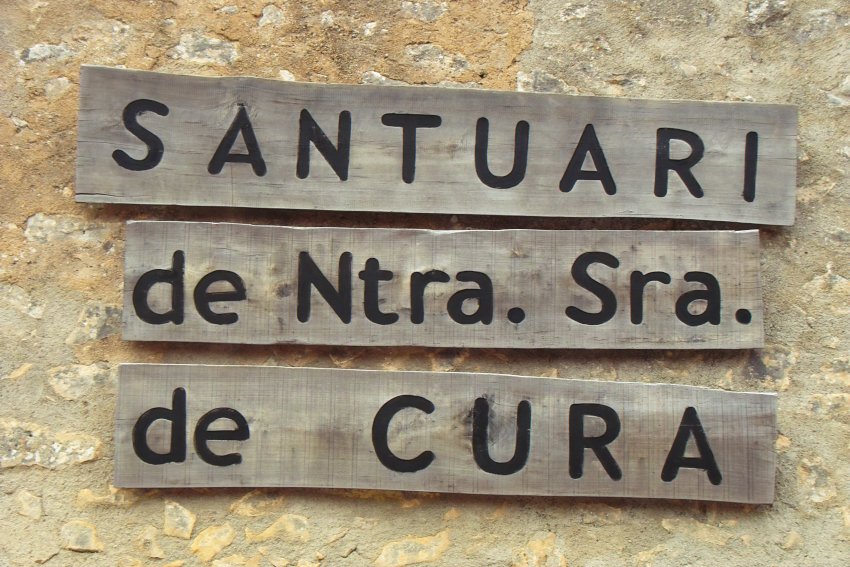 SANTUARI
de Ntra. Sra.
de CURA